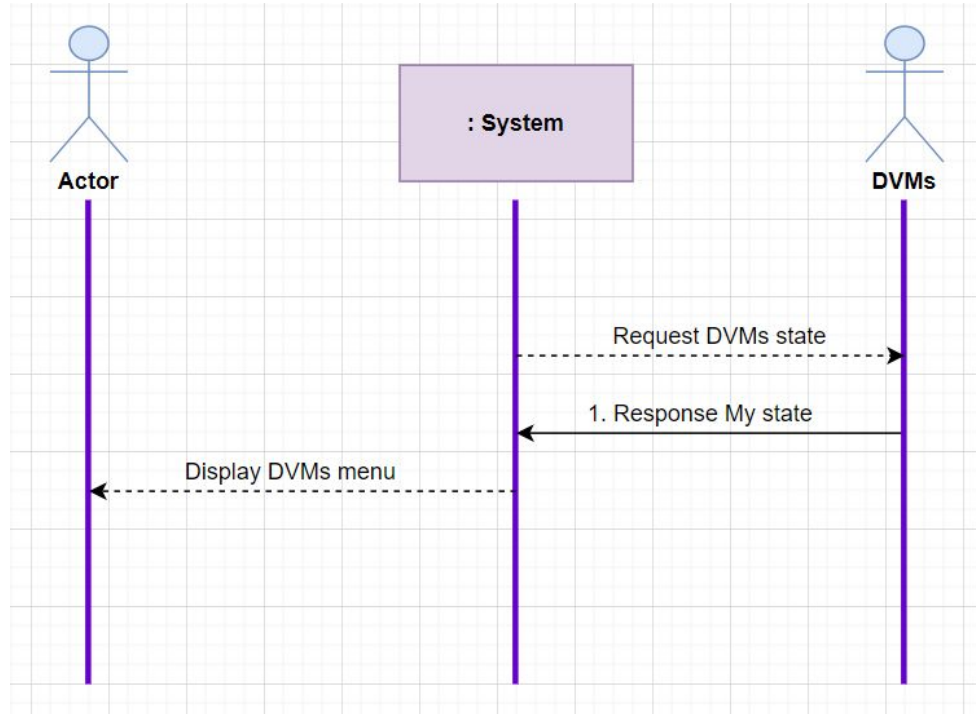 : System
Actor
DVMs
Request DVMs state
1. Response My state
Display DVMs menu